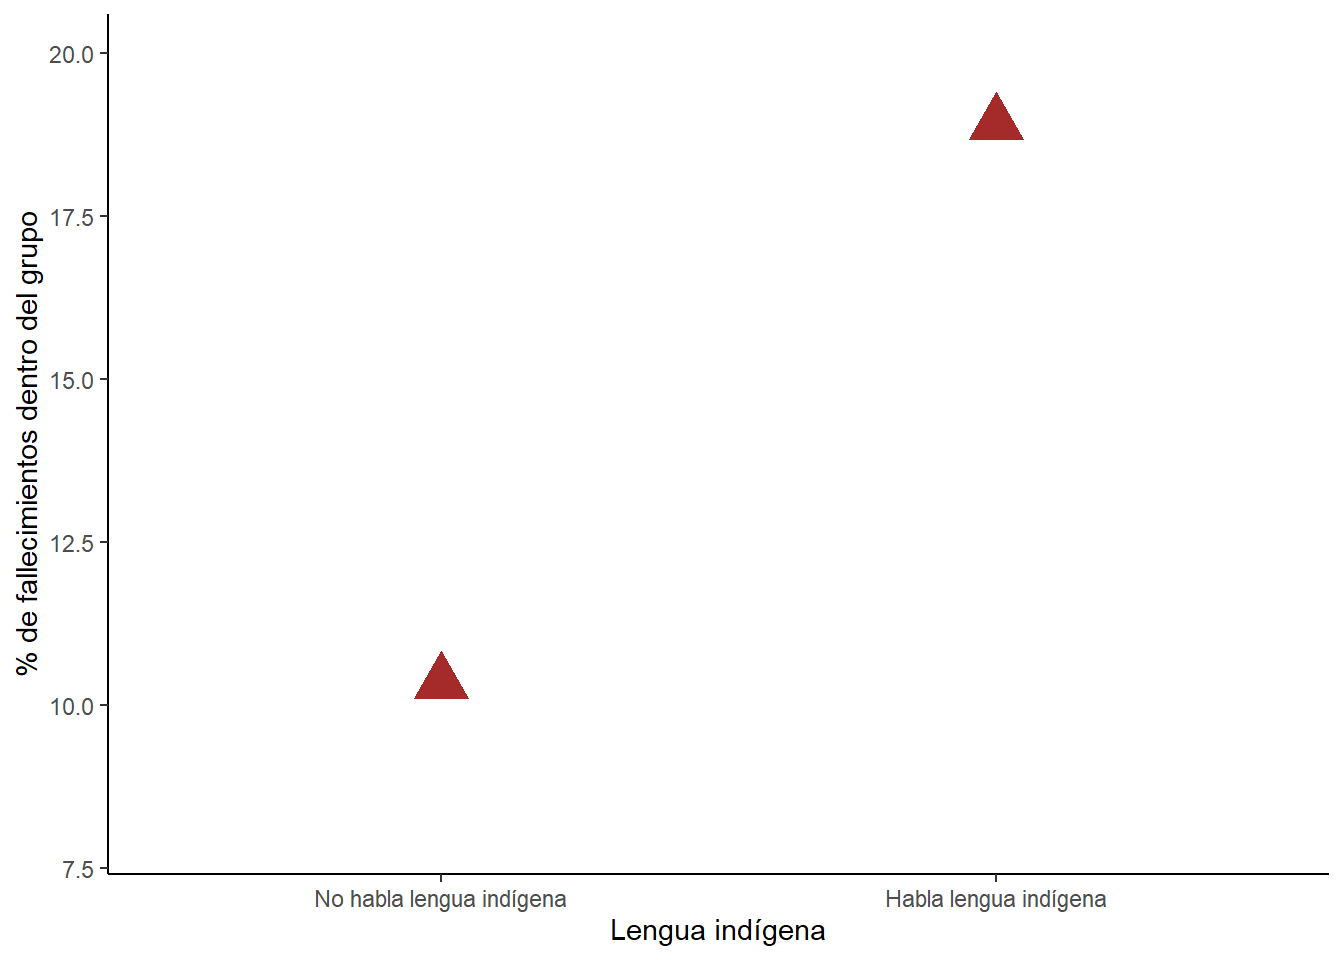 % de fallecimientos dentro del grupo
20.0
17.5
15.0
12.5
10.0
7.5
No habla lengua indígena
Habla lengua indígena
Lengua indígena